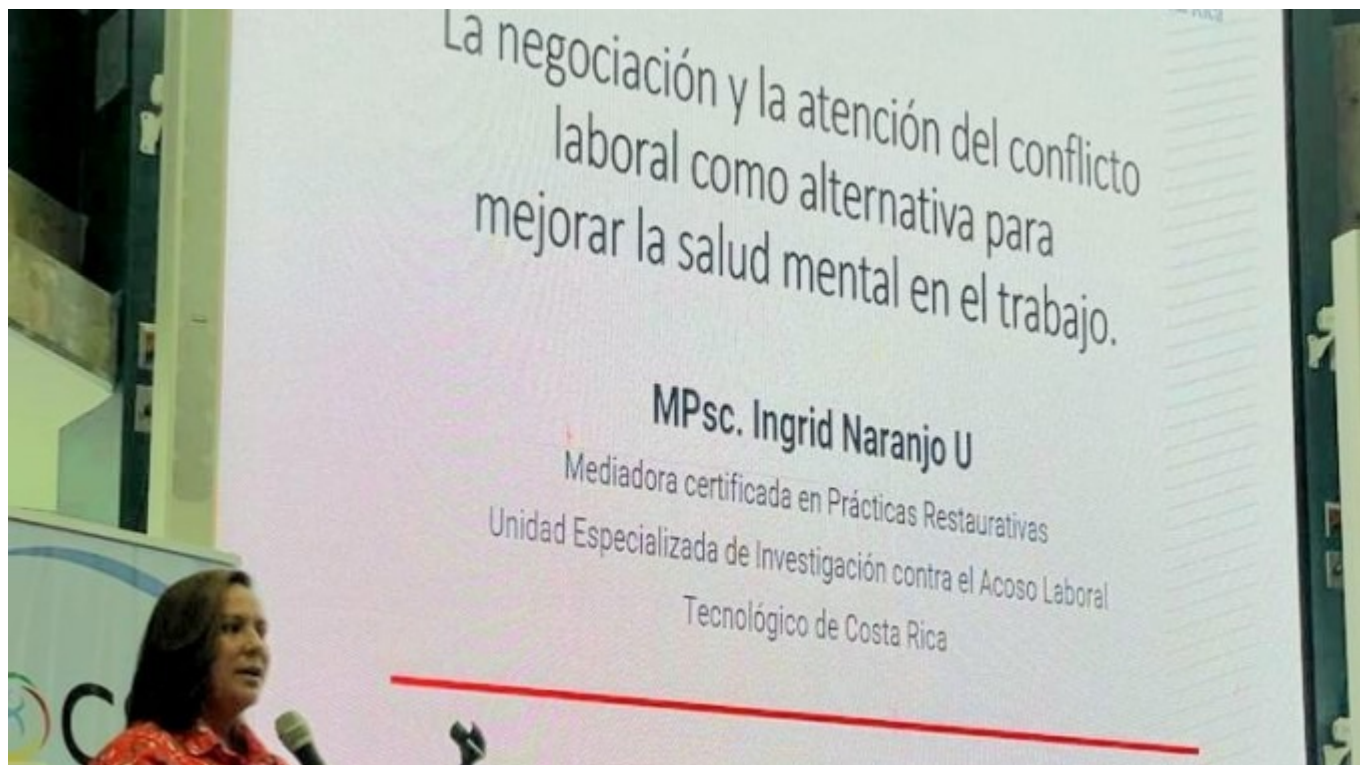 La negociación y la atención del conflicto
laboral como alternativa para
mejorar la salud mental en el trabajo.
MPsc. Ingrid Naranjo U
Mediadora certificada en Prácticas Restaurativas
Unidad Especializada de Investigación contra el Acoso Laboral
Tecnológico de Costa Rica